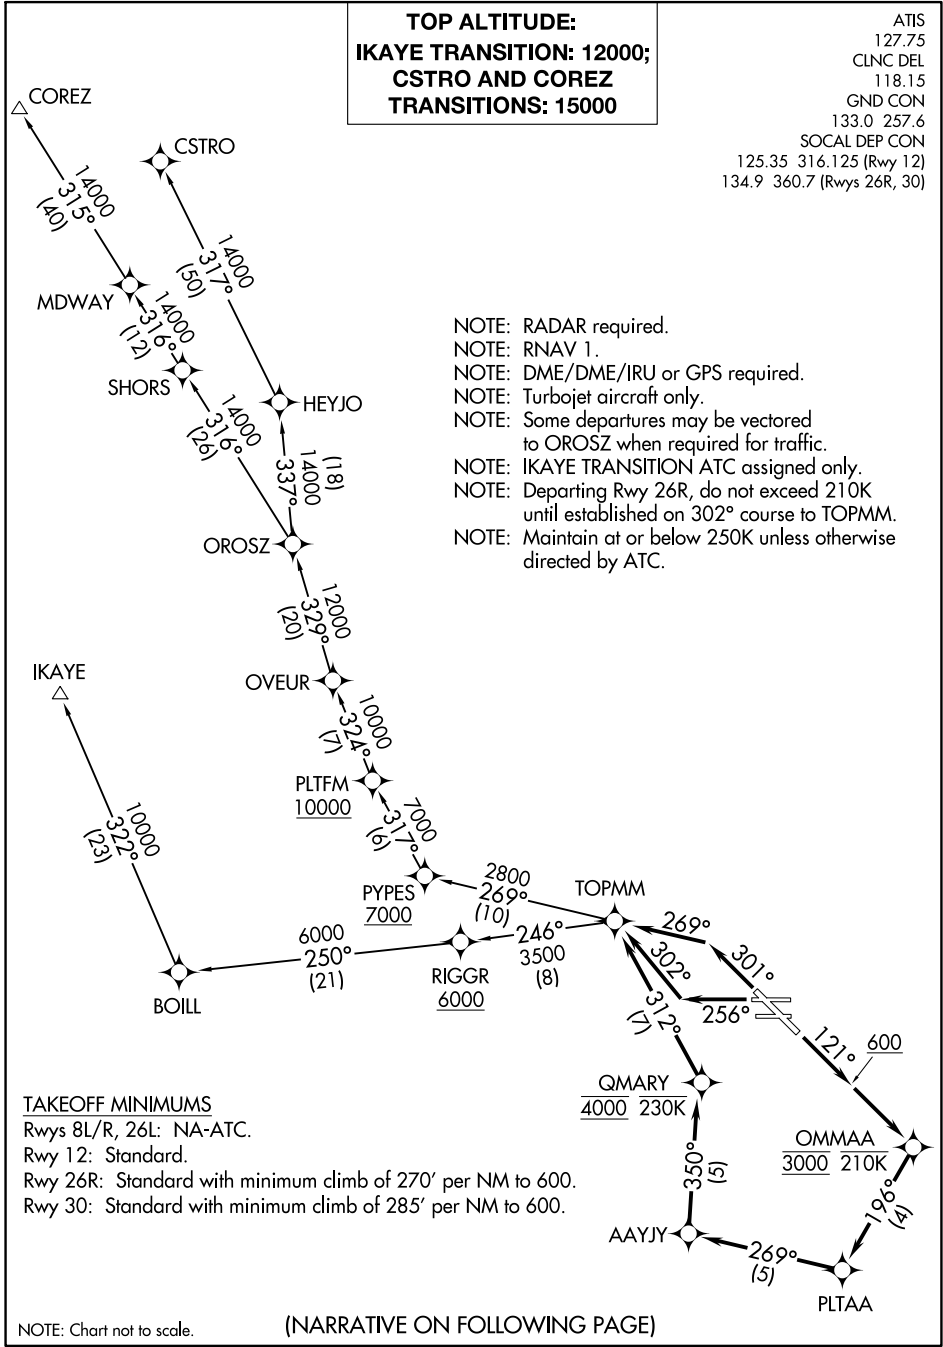 TOP ALTITUDE:
IKAYE TRANSITION: 12000;
CSTRO AND COREZ
TRANSITIONS: 15000
ATIS
127.75
CLNC DEL
118.15
GND CON
133.0 257.6
SOCAL DEP CON
125.35 316.125 (Rwy 12)
134.9 360.7 (Rwys 26R, 30)
COREZ
CSTRO
14000
315°
(40)
14000
317°
(50)
MDWAY
14000
316°
(12)
SHORS
HEYJO
14000
316°
(26)
(18)
14000
337°
OROSZ
NOTE: RADAR required.
NOTE: RNAV 1.
NOTE: DME/DME/IRU or GPS required.
NOTE: Turbojet aircraft only.
NOTE: Some departures may be vectored
to OROSZ when required for traffic.
NOTE: IKAYE TRANSITION ATC assigned only.
NOTE: Departing Rwy 26R, do not exceed 210K
until established on 302° course to TOPMM.
NOTE: Maintain at or below 250K unless otherwise
directed by ATC.
12000
329°
(20)
IKAYE
OVEUR
10000
324°
(7)
PLTFM
10000
10000
322°
(23)
7000
317°
(6)
PYPES
7000
2800
269°
(10)
TOPMM
269°
301°
6000
250°
(21)
246°
3500
(8)
302°
RIGGR
6000
BOILL
312°
(7)
256°
121°
600
QMARY
4000 230K
OMMAA
3000 210K
350°
(5)
196°
(4)
AAYJY
269°
(5)
PLTAA
TAKEOFF MINIMUMS
Rwys 8L/R, 26L: NA-ATC.
Rwy 12: Standard.
Rwy 26R: Standard with minimum climb of 270' per NM to 600.
Rwy 30: Standard with minimum climb of 285' per NM to 600.
NOTE: Chart not to scale.
(NARRATIVE ON FOLLOWING PAGE)